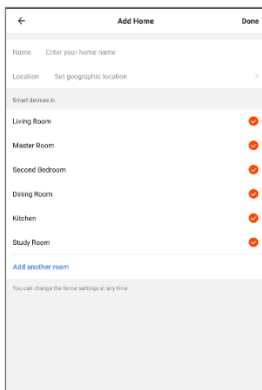 Add Home
Done
Name Enter your home name
Location Set geographic location
Smart devices in:
Living Room
Master Room
Second Bedroom
Dining Room
Kitchen
Study Room
Add another room
You can change the home settings at any time